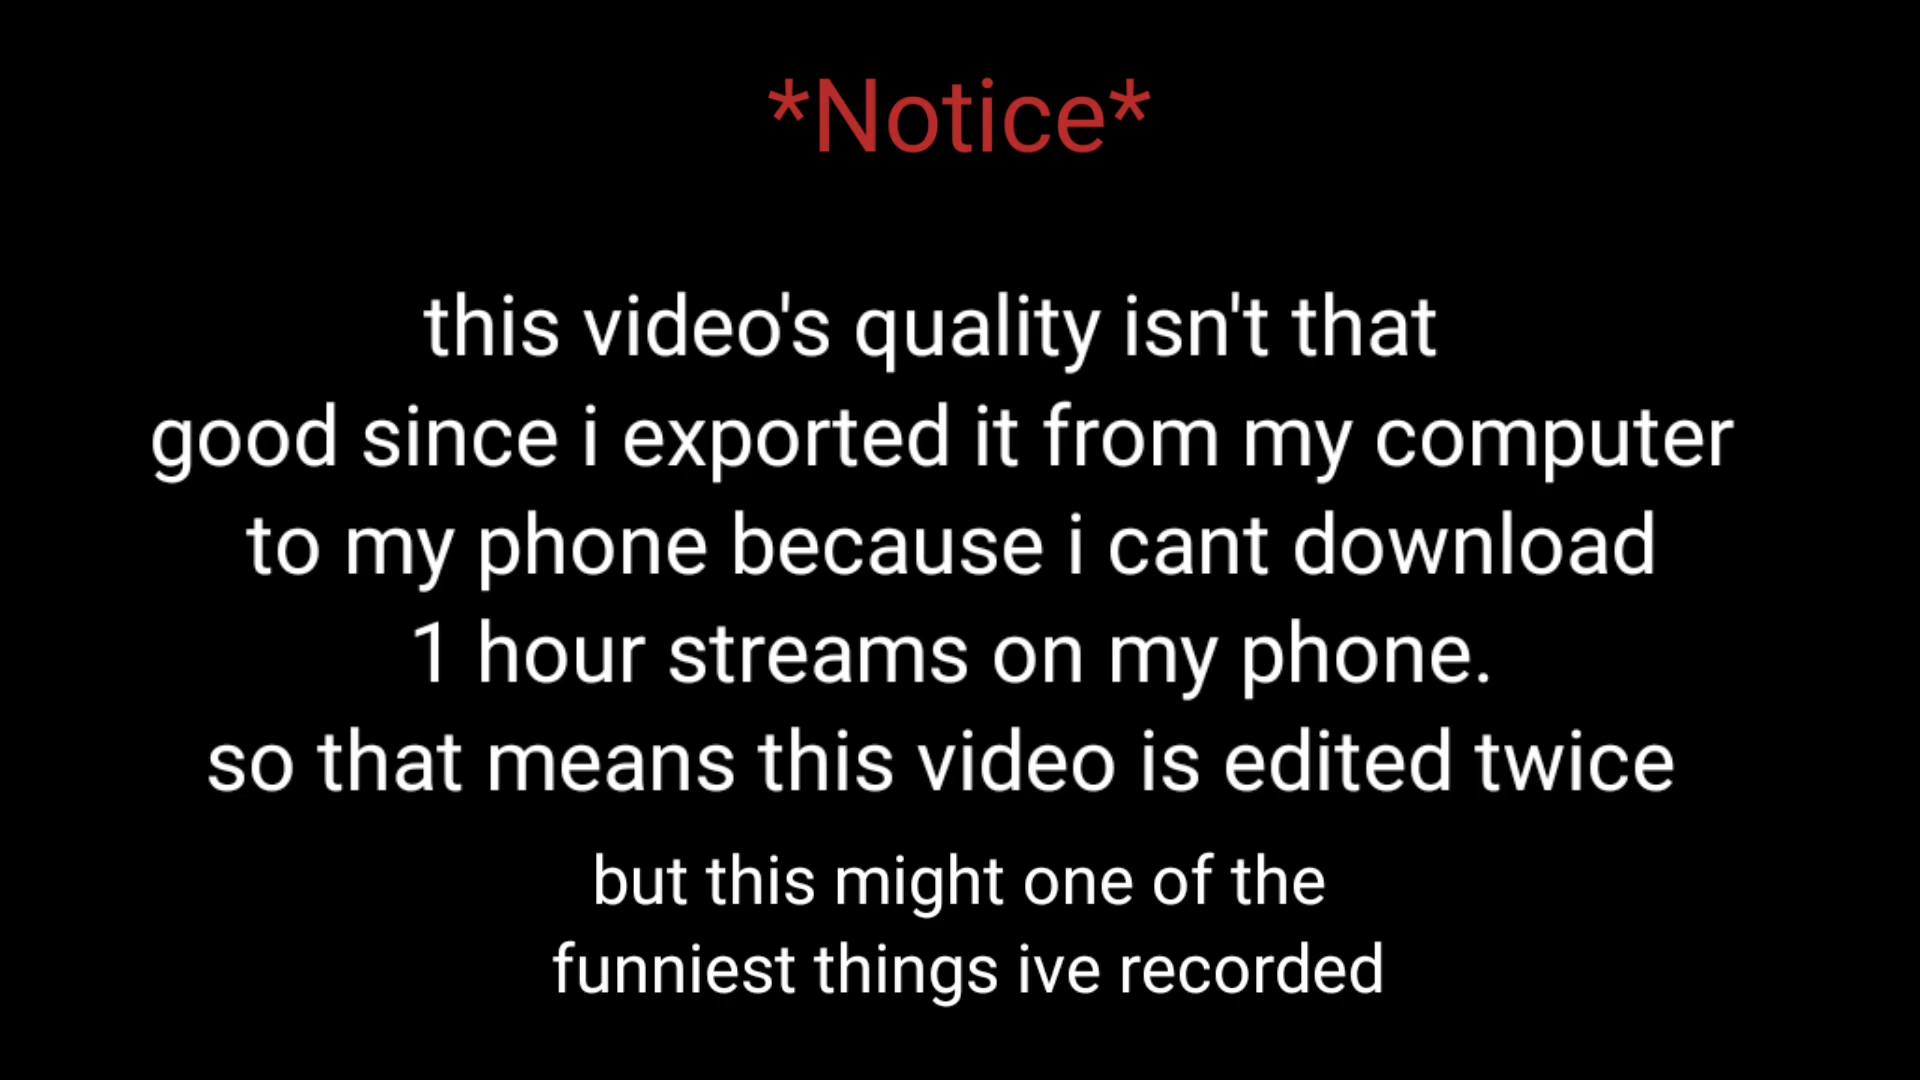 *Notice*
this video's quality isn't that
good since i exported it from my computer
to my phone because i cant download
1 hour streams on my phone.
so that means this video is edited twice
but this might one of the
funniest things ive recorded